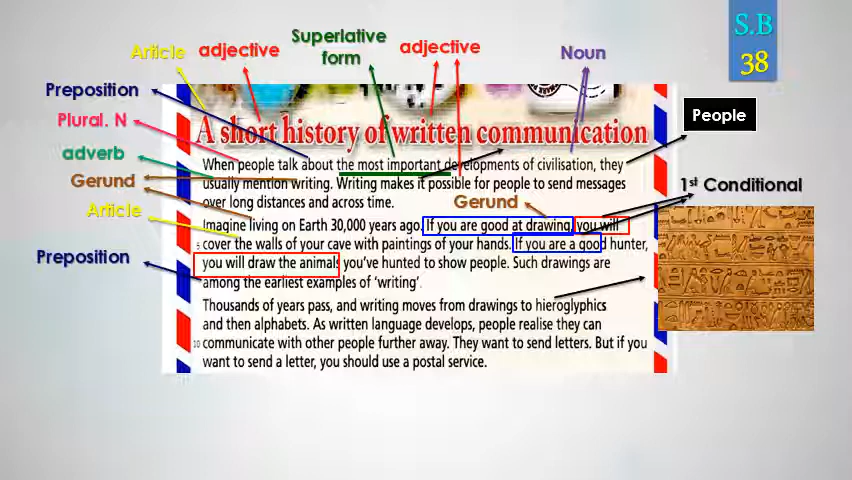 S.B
38
Superlative
form
Article
adjective
adjective
Noun
Preposition
Plural. N
adverb
Gerund
Article
Preposition
Gerund
People
1st Conditional
A short history of written communication
When people talk about the most important developments of civilisation, they
usually mention writing. Writing makes it possible for people to send messages
over long distances and across time.
Imagine living on Earth 30,000 years ago. If you are good at drawing, you will
5 cover the walls of your cave with paintings of your hands. If you are a good hunter,
you will draw the animals you've hunted to show people. Such drawings are
among the earliest examples of 'writing'.
Thousands of years pass, and writing moves from drawings to hieroglyphics
and then alphabets. As written language develops, people realise they can
10 communicate with other people further away. They want to send letters. But if you
want to send a letter, you should use a postal service.